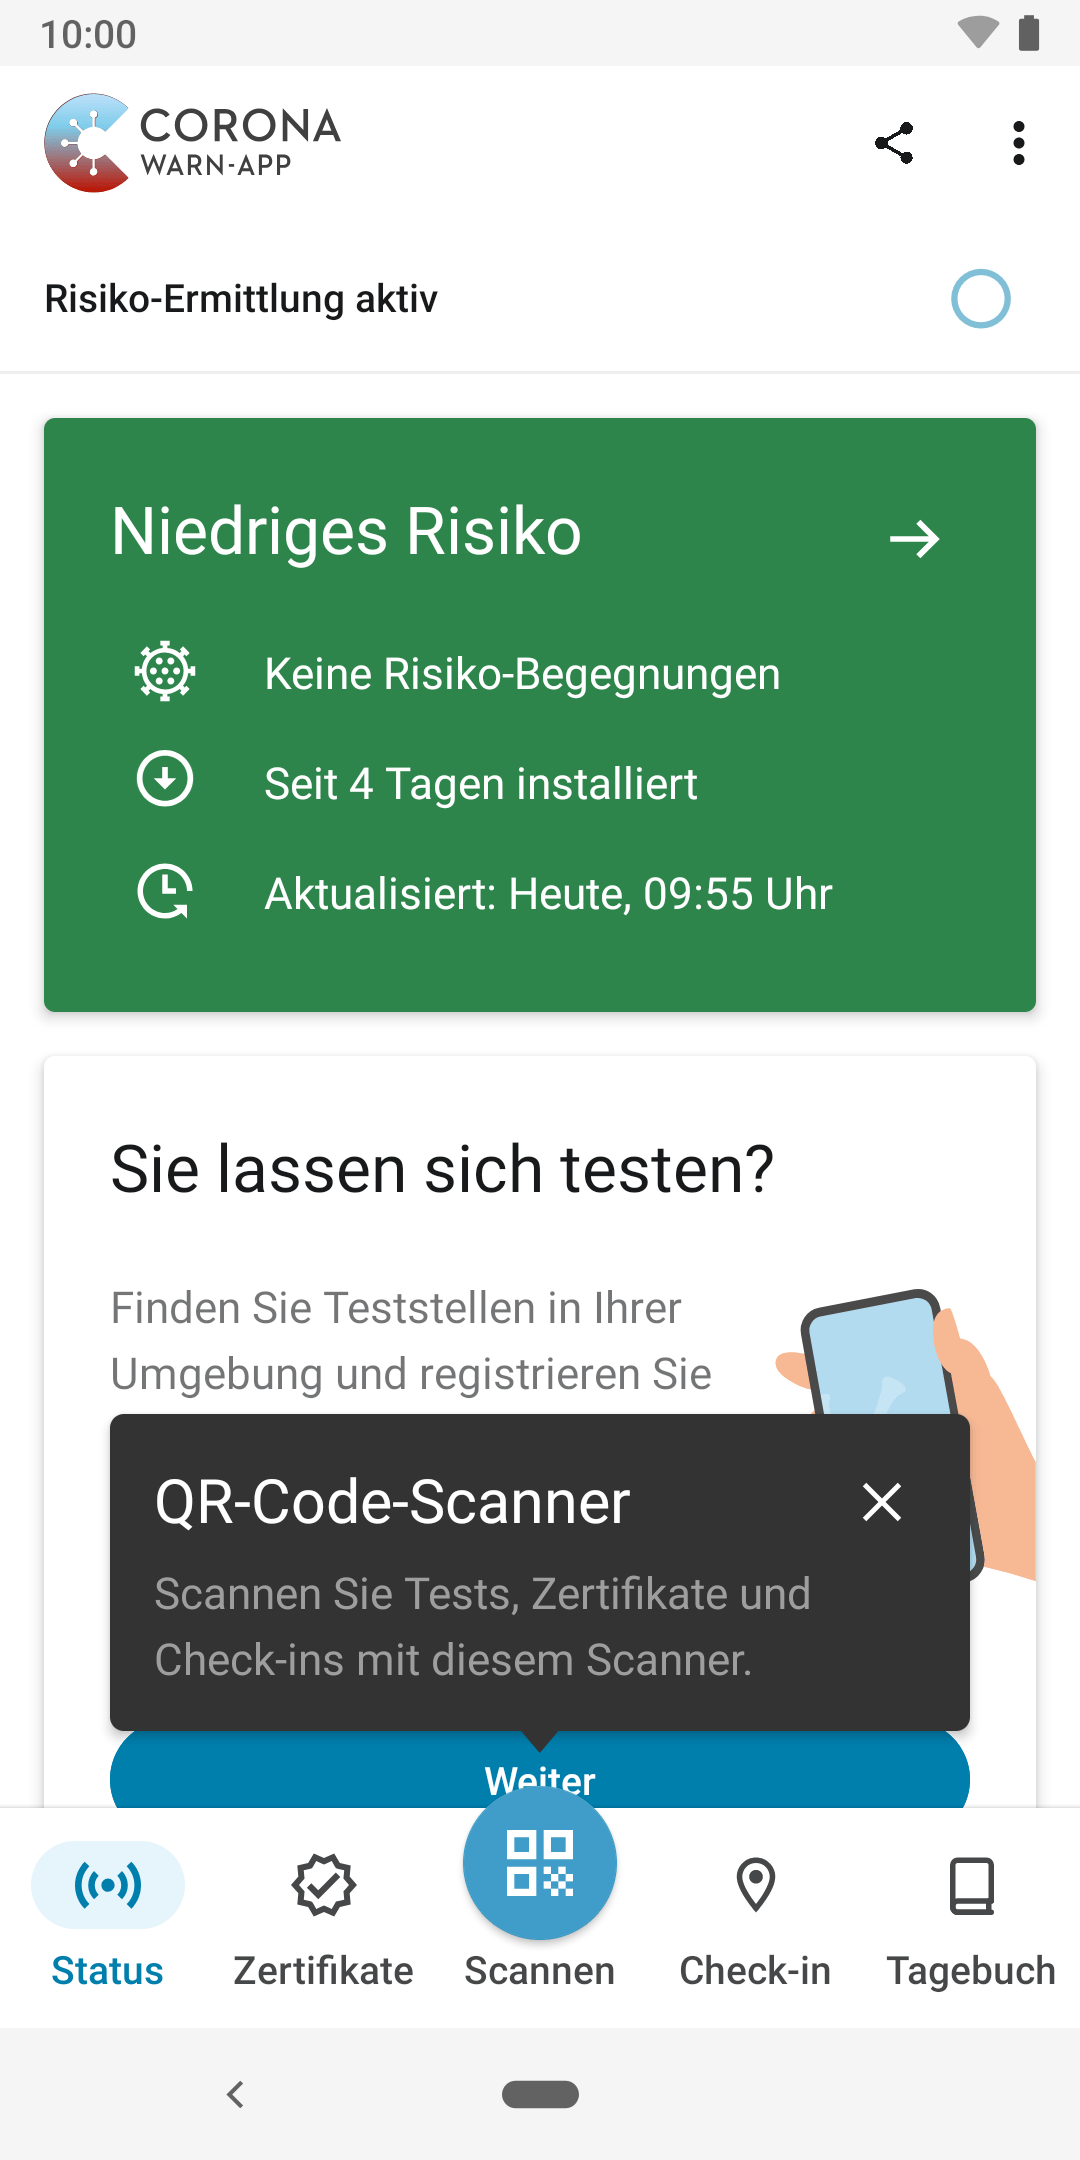 10:00
CORONA
WARN-APP
Risiko-Ermittlung aktiv
Niedriges Risiko
Keine Risiko-Begegnungen
Seit 4 Tagen installiert
Aktualisiert: Heute, 09:55 Uhr
Sie lassen sich testen?
Finden Sie Teststellen in Ihrer
Umgebung und registrieren Sie
QR-Code-Scanner
Scannen Sie Tests, Zertifikate und
Check-ins mit diesem Scanner.
Weiter
Status
Zertifikate
Scannen
Check-in
Tagebuch